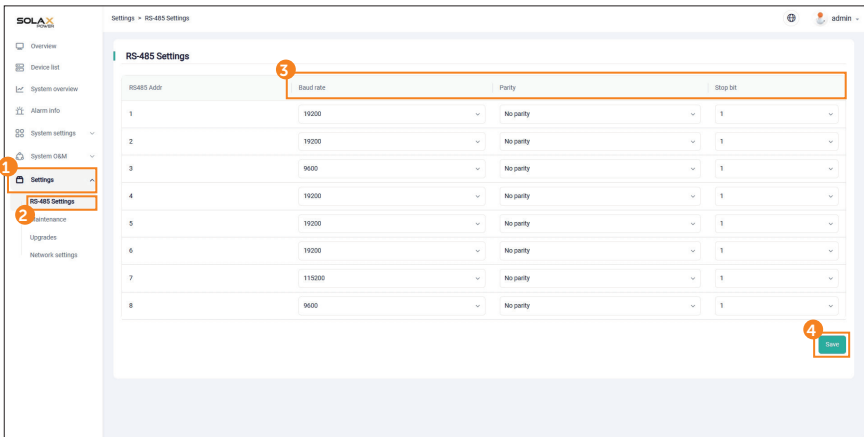 SOLAX
POWER
Settings > RS-485 Settings
admin
Overview
Device list
System overview
Alarm info
System settings
System O&M
1
Settings
RS-485 Settings
2
Maintenance
Upgrades
Network settings
RS-485 Settings
3
RS485 Addr Baud rate Parity Stop bit
1 19200 No parity 1
2 19200 No parity 1
3 9600 No parity 1
4 19200 No parity 1
5 19200 No parity 1
6 19200 No parity 1
7 115200 No parity 1
8 9600 No parity 1
4
Save